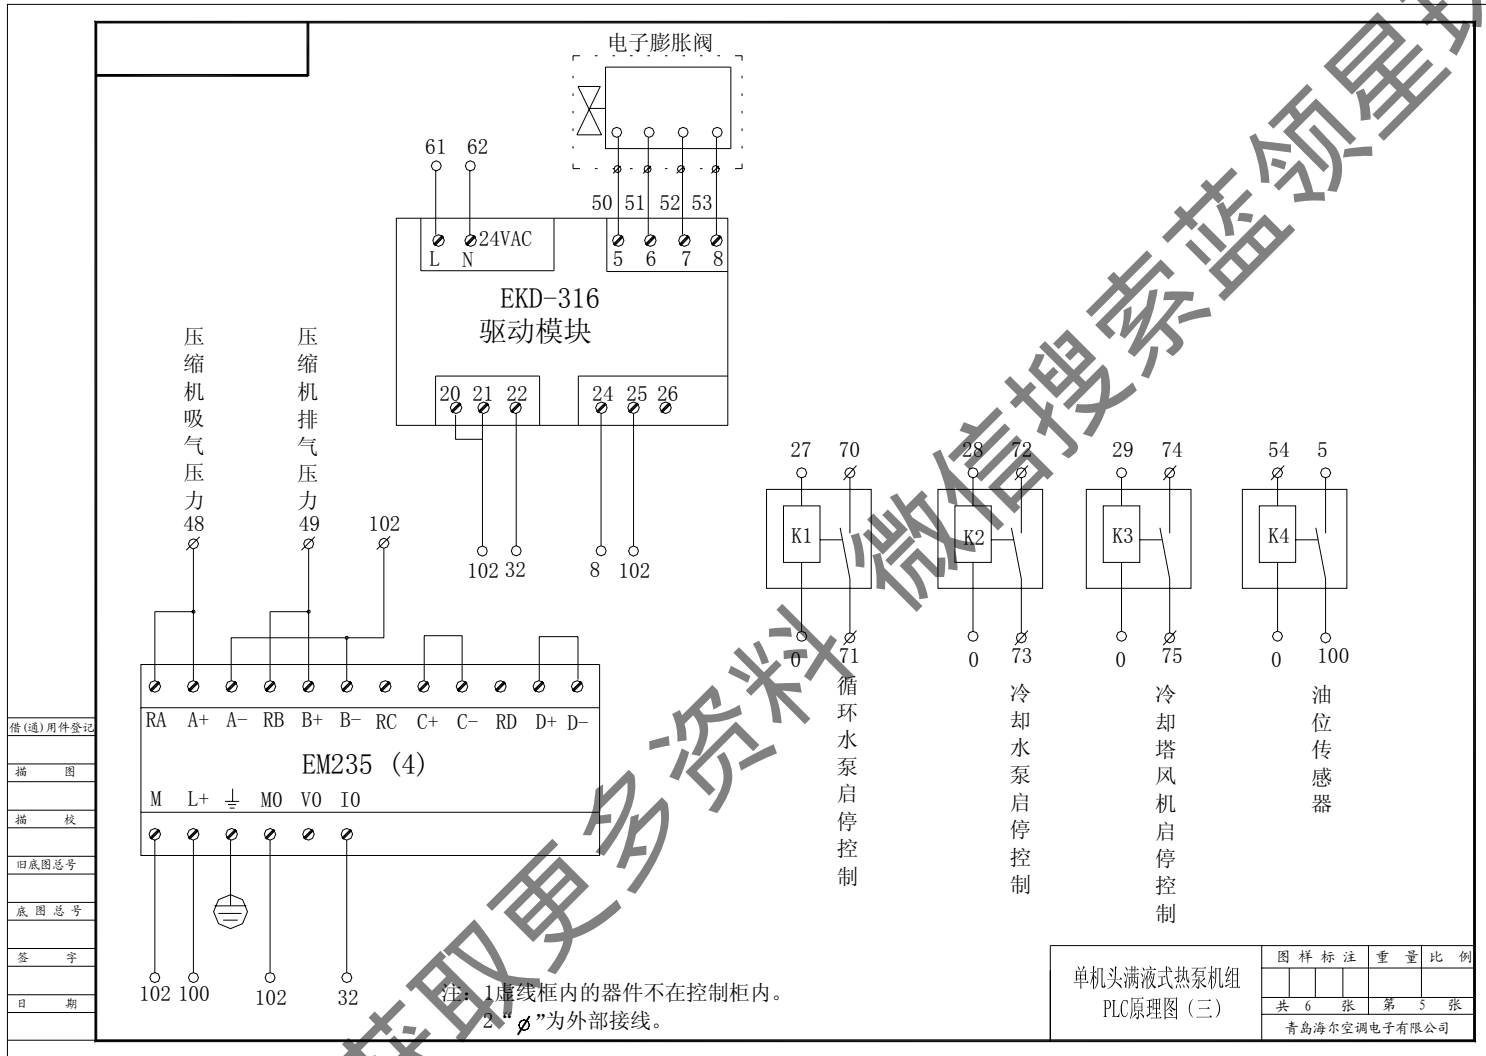 电子膨胀阀
61 62
50 51 52 53
24VAC
L N
5 6 7 8
EKD-316
驱动模块
20 21 22
24 25 26
102 32
8 102
压缩机吸气压力
48
压缩机排气压力
49
102
RA A+ A- RB B+ B- RC C+ C- RD D+ D-
EM235 (4)
M L+ M0 V0 I0
102 100 102 32
27 70
K1
0 71
循环水泵启停控制
28 72
K2
0 73
冷却水泵启停控制
29 74
K3
0 75
冷却塔风机启停控制
54 5
K4
0 100
油位传感器
注：1虚线框内的器件不在控制柜内。
2“ø”为外部接线。
借(通)用件登记
描 图
描 校
旧底图总号
底图总号
签 字
日 期
单机头满液式热泵机组
PLC原理图（三）
图样标注 重量 比例
共 6 张 第 5 张
青岛海尔空调电子有限公司
获取更多资料 微信搜索蓝领星球